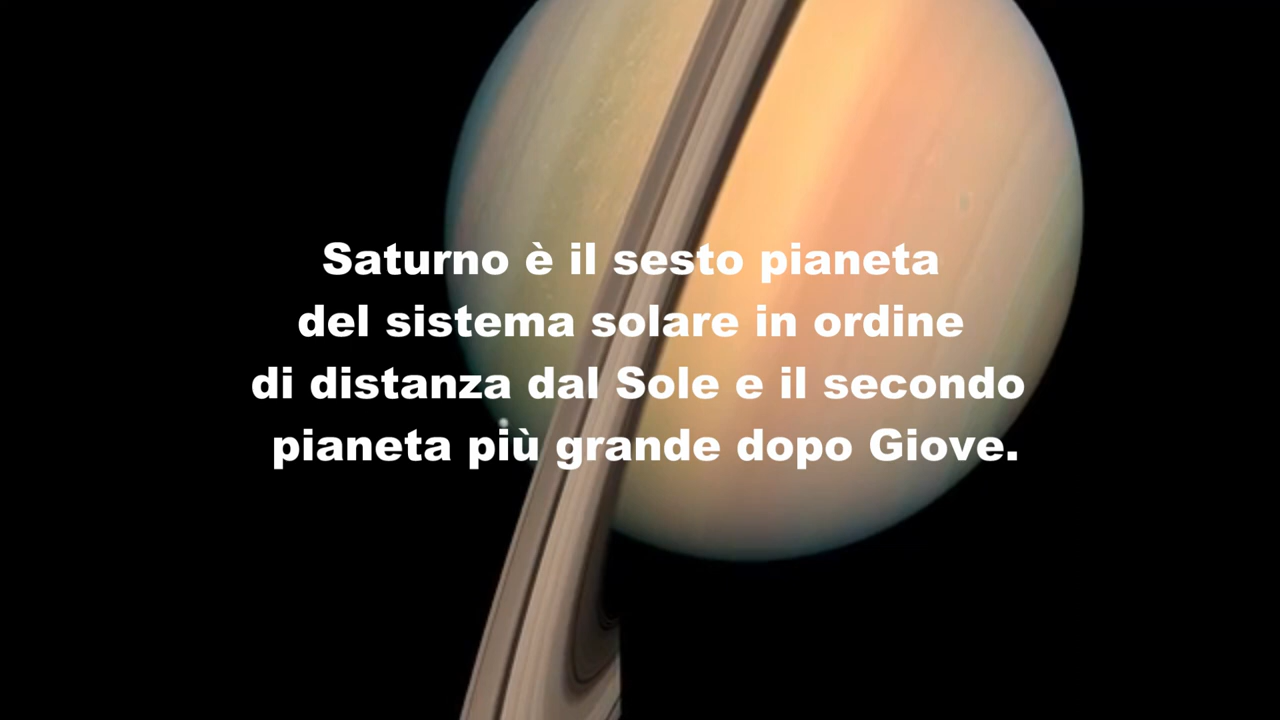 Saturno è il sesto pianeta
del sistema solare in ordine
di distanza dal Sole e il secondo
pianeta più grande dopo Giove.